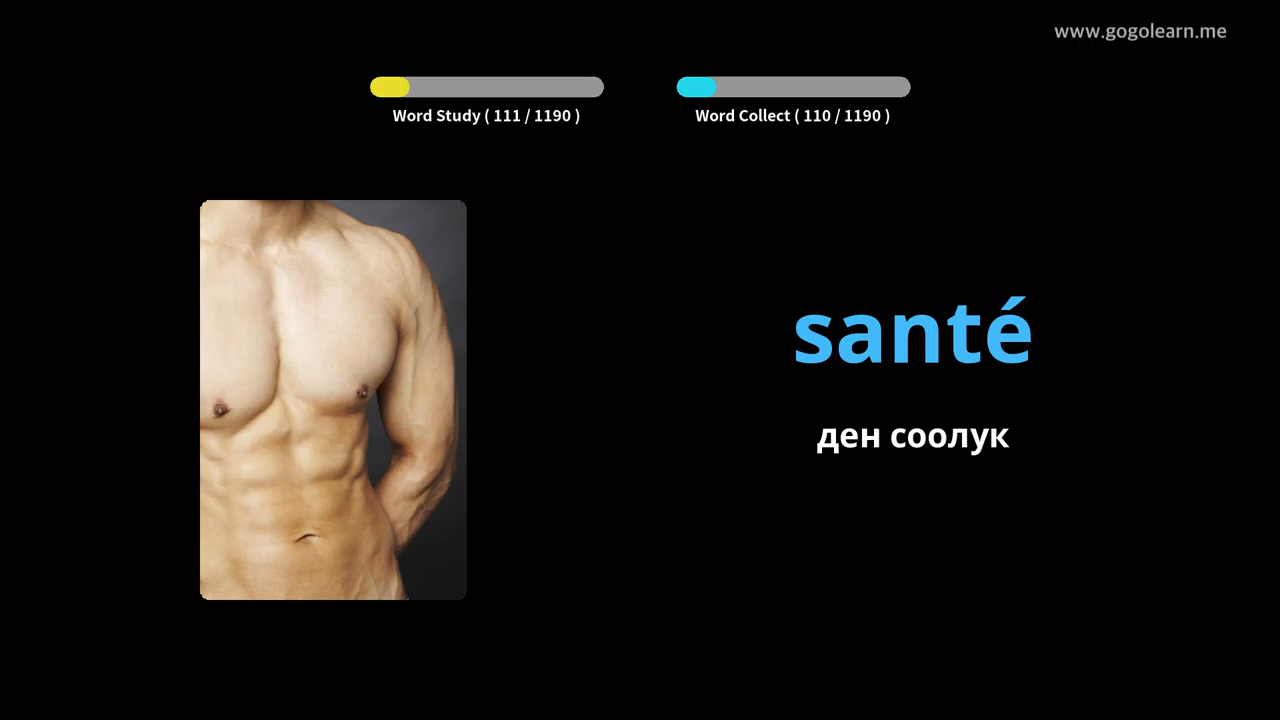 www.gogolearn.me
Word Study ( 111 / 1190 )
Word Collect ( 110 / 1190 )
santé
ден соолук